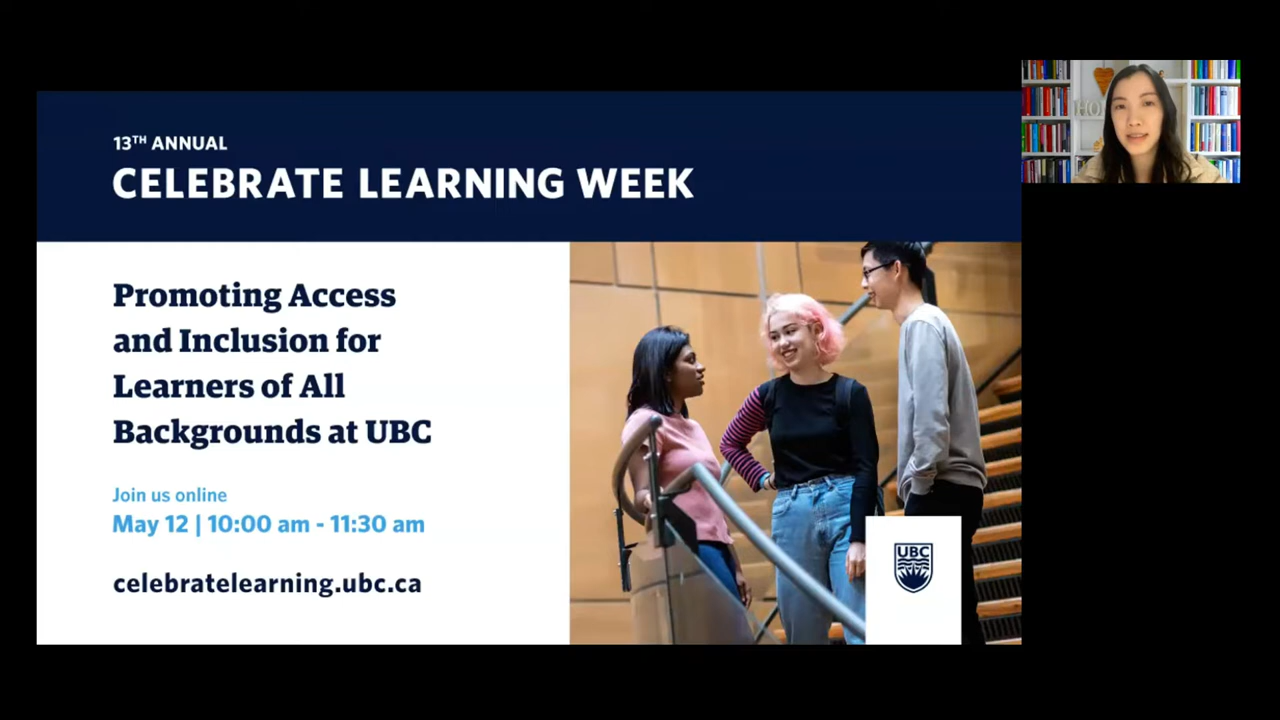 13TH ANNUAL
CELEBRATE LEARNING WEEK
Promoting Access
and Inclusion for
Learners of All
Backgrounds at UBC
Join us online
May 12 | 10:00 am - 11:30 am
celebratelearning.ubc.ca
UBC